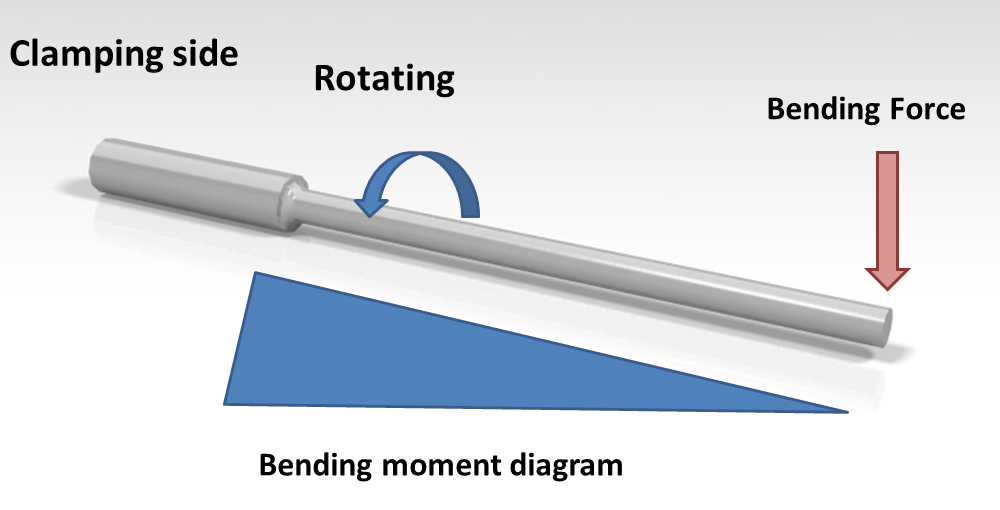 Clamping side
Rotating
Bending Force
Bending moment diagram